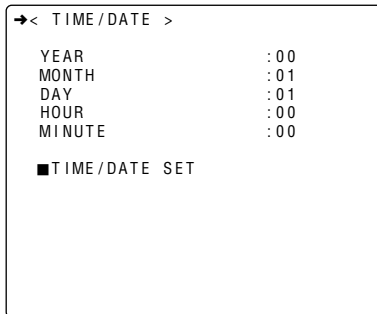 ➔< TIME/DATE >
YEAR :00
MONTH :01
DAY :01
HOUR :00
MINUTE :00
■TIME/DATE SET